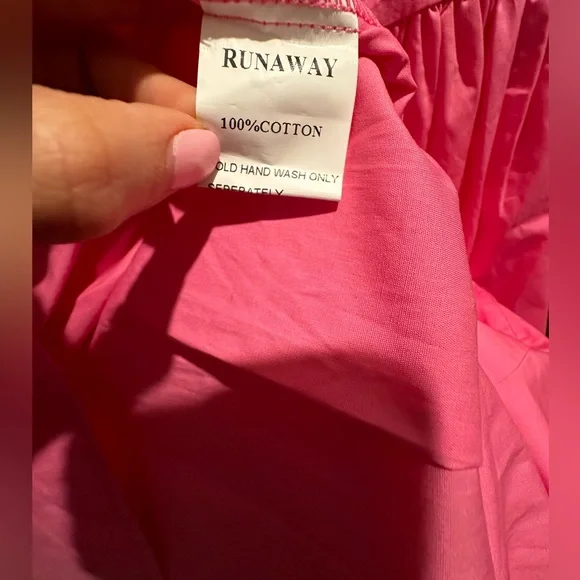 RUNAWAY
100%COTTON
OLD HAND WASH ONLY
SEPERATELY